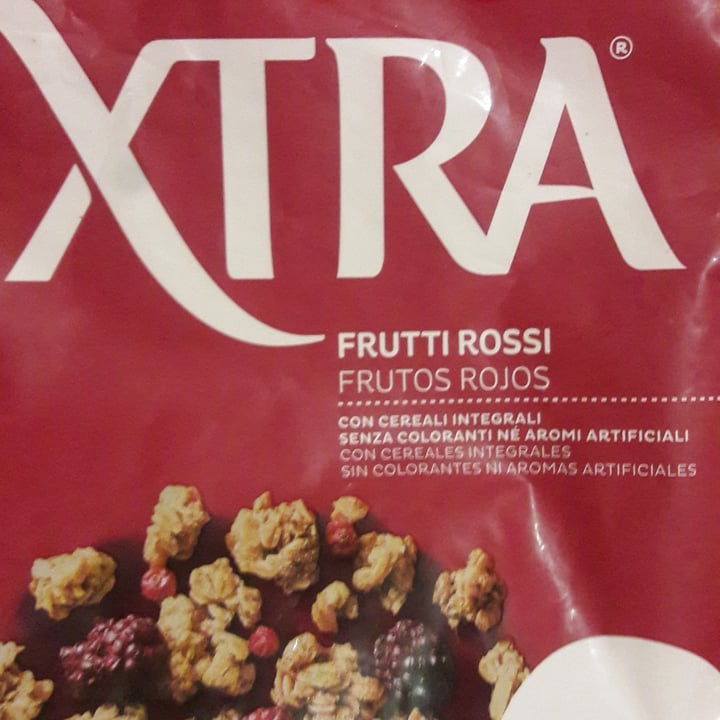 XTRA®
FRUTTI ROSSI
FRUTOS ROJOS
CON CEREALI INTEGRALI
SENZA COLORANTI NÉ AROMI ARTIFICIALI
CON CEREALES INTEGRALES
SIN COLORANTES NI AROMAS ARTIFICIALES